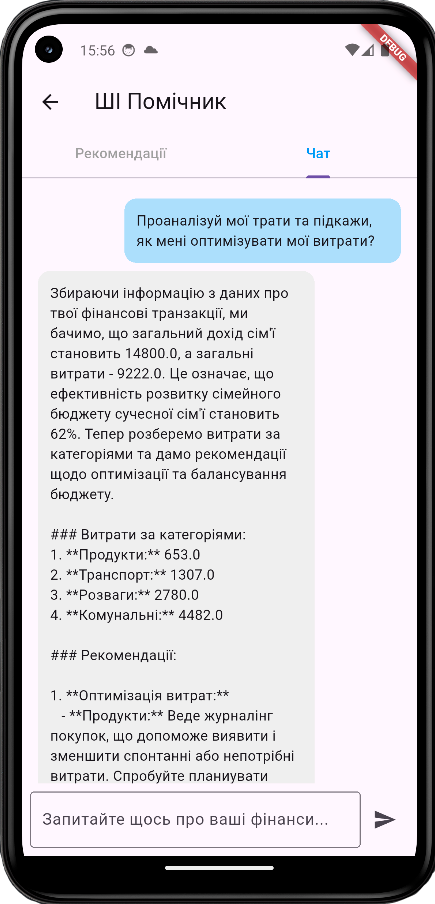 15:56
DEBUG
ШІ Помічник
Рекомендації
Чат
Проаналізуй мої трати та підкажи,
як мені оптимізувати мої витрати?
Збираючи інформацію з даних про
твої фінансові транзакції, ми
бачимо, що загальний дохід сім'ї
становить 14800.0, а загальні
витрати - 9222.0. Це означає, що
ефективність розвитку сімейного
бюджету сучесної сім'ї становить
62%. Тепер розберемо витрати за
категоріями та дамо рекомендації
щодо оптимізації та балансування
бюджету.
### Витрати за категоріями:
1. **Продукти:** 653.0
2. **Транспорт:** 1307.0
3. **Розваги:** 2780.0
4. **Комунальні:** 4482.0
### Рекомендації:
1. **Оптимізація витрат:**
- **Продукти:** Веде журналінг
покупок, що допоможе виявити і
зменшити спонтанні або непотрібні
витрати. Спробуйте планувати
Запитайте щось про ваші фінанси...